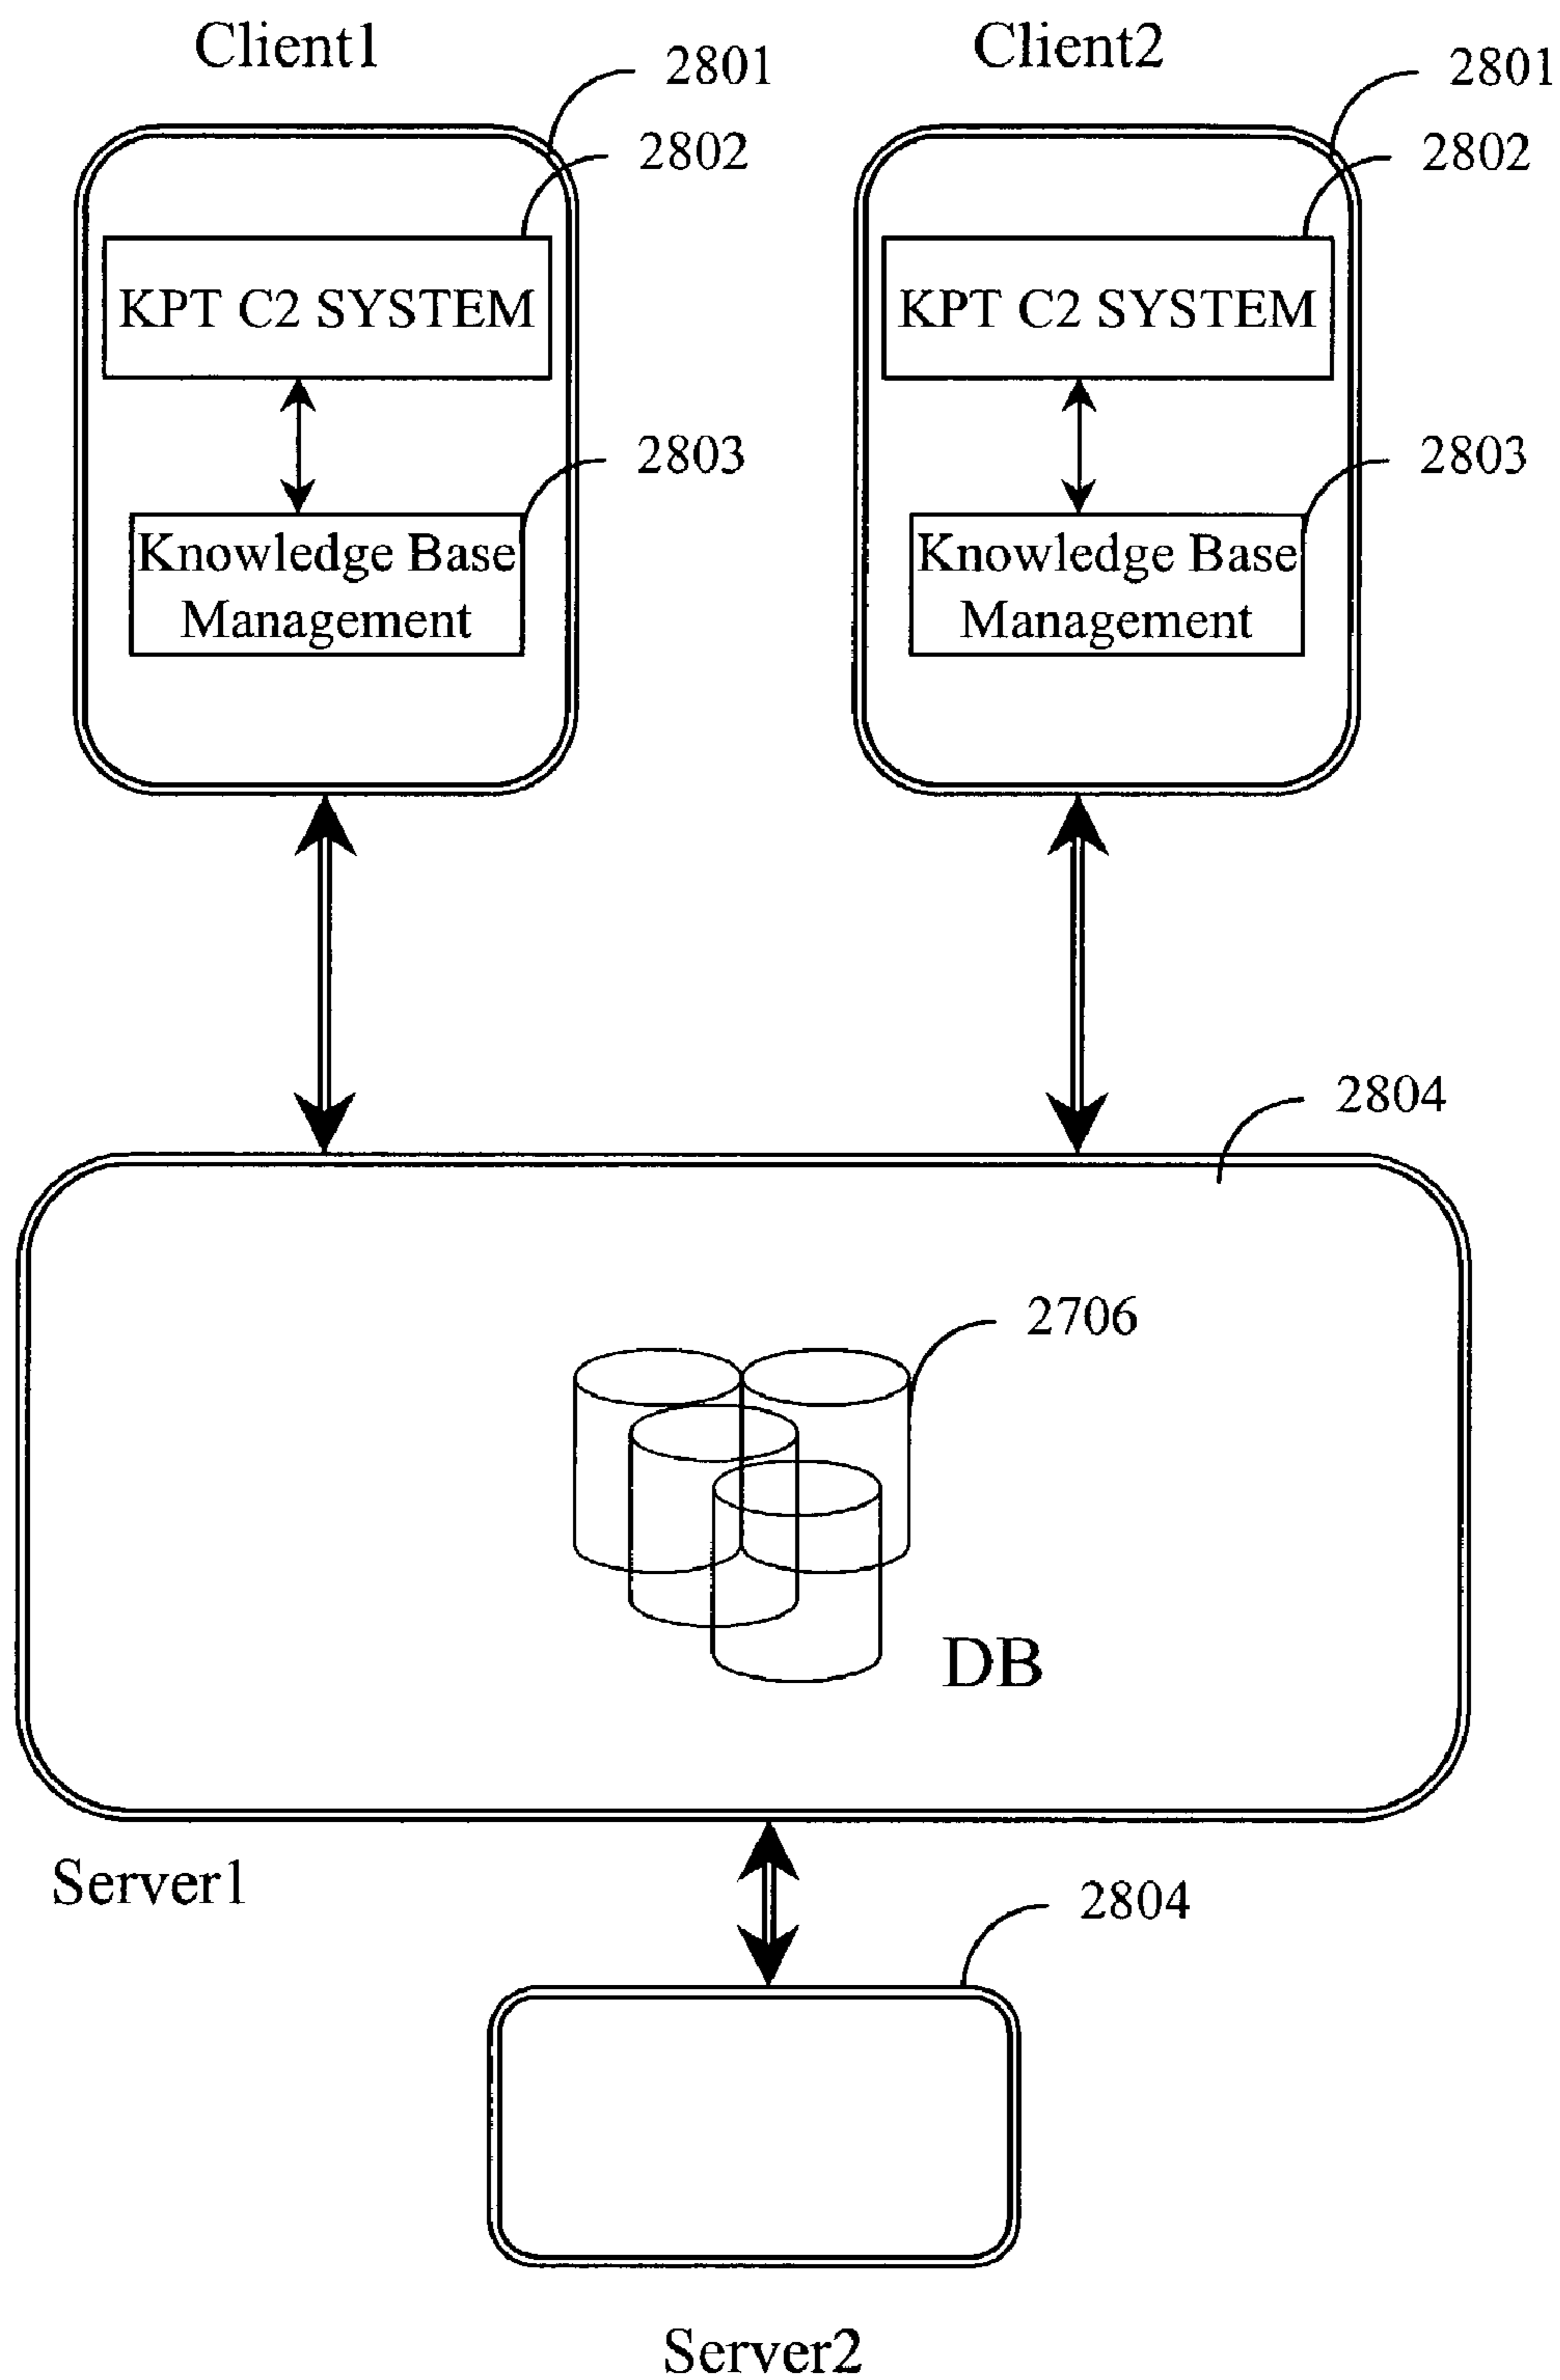 Client1
2801
2802
KPT C2 SYSTEM
2803
Knowledge Base
Management
Client2
2801
2802
KPT C2 SYSTEM
2803
Knowledge Base
Management
2804
2706
DB
Server1
2804
Server2